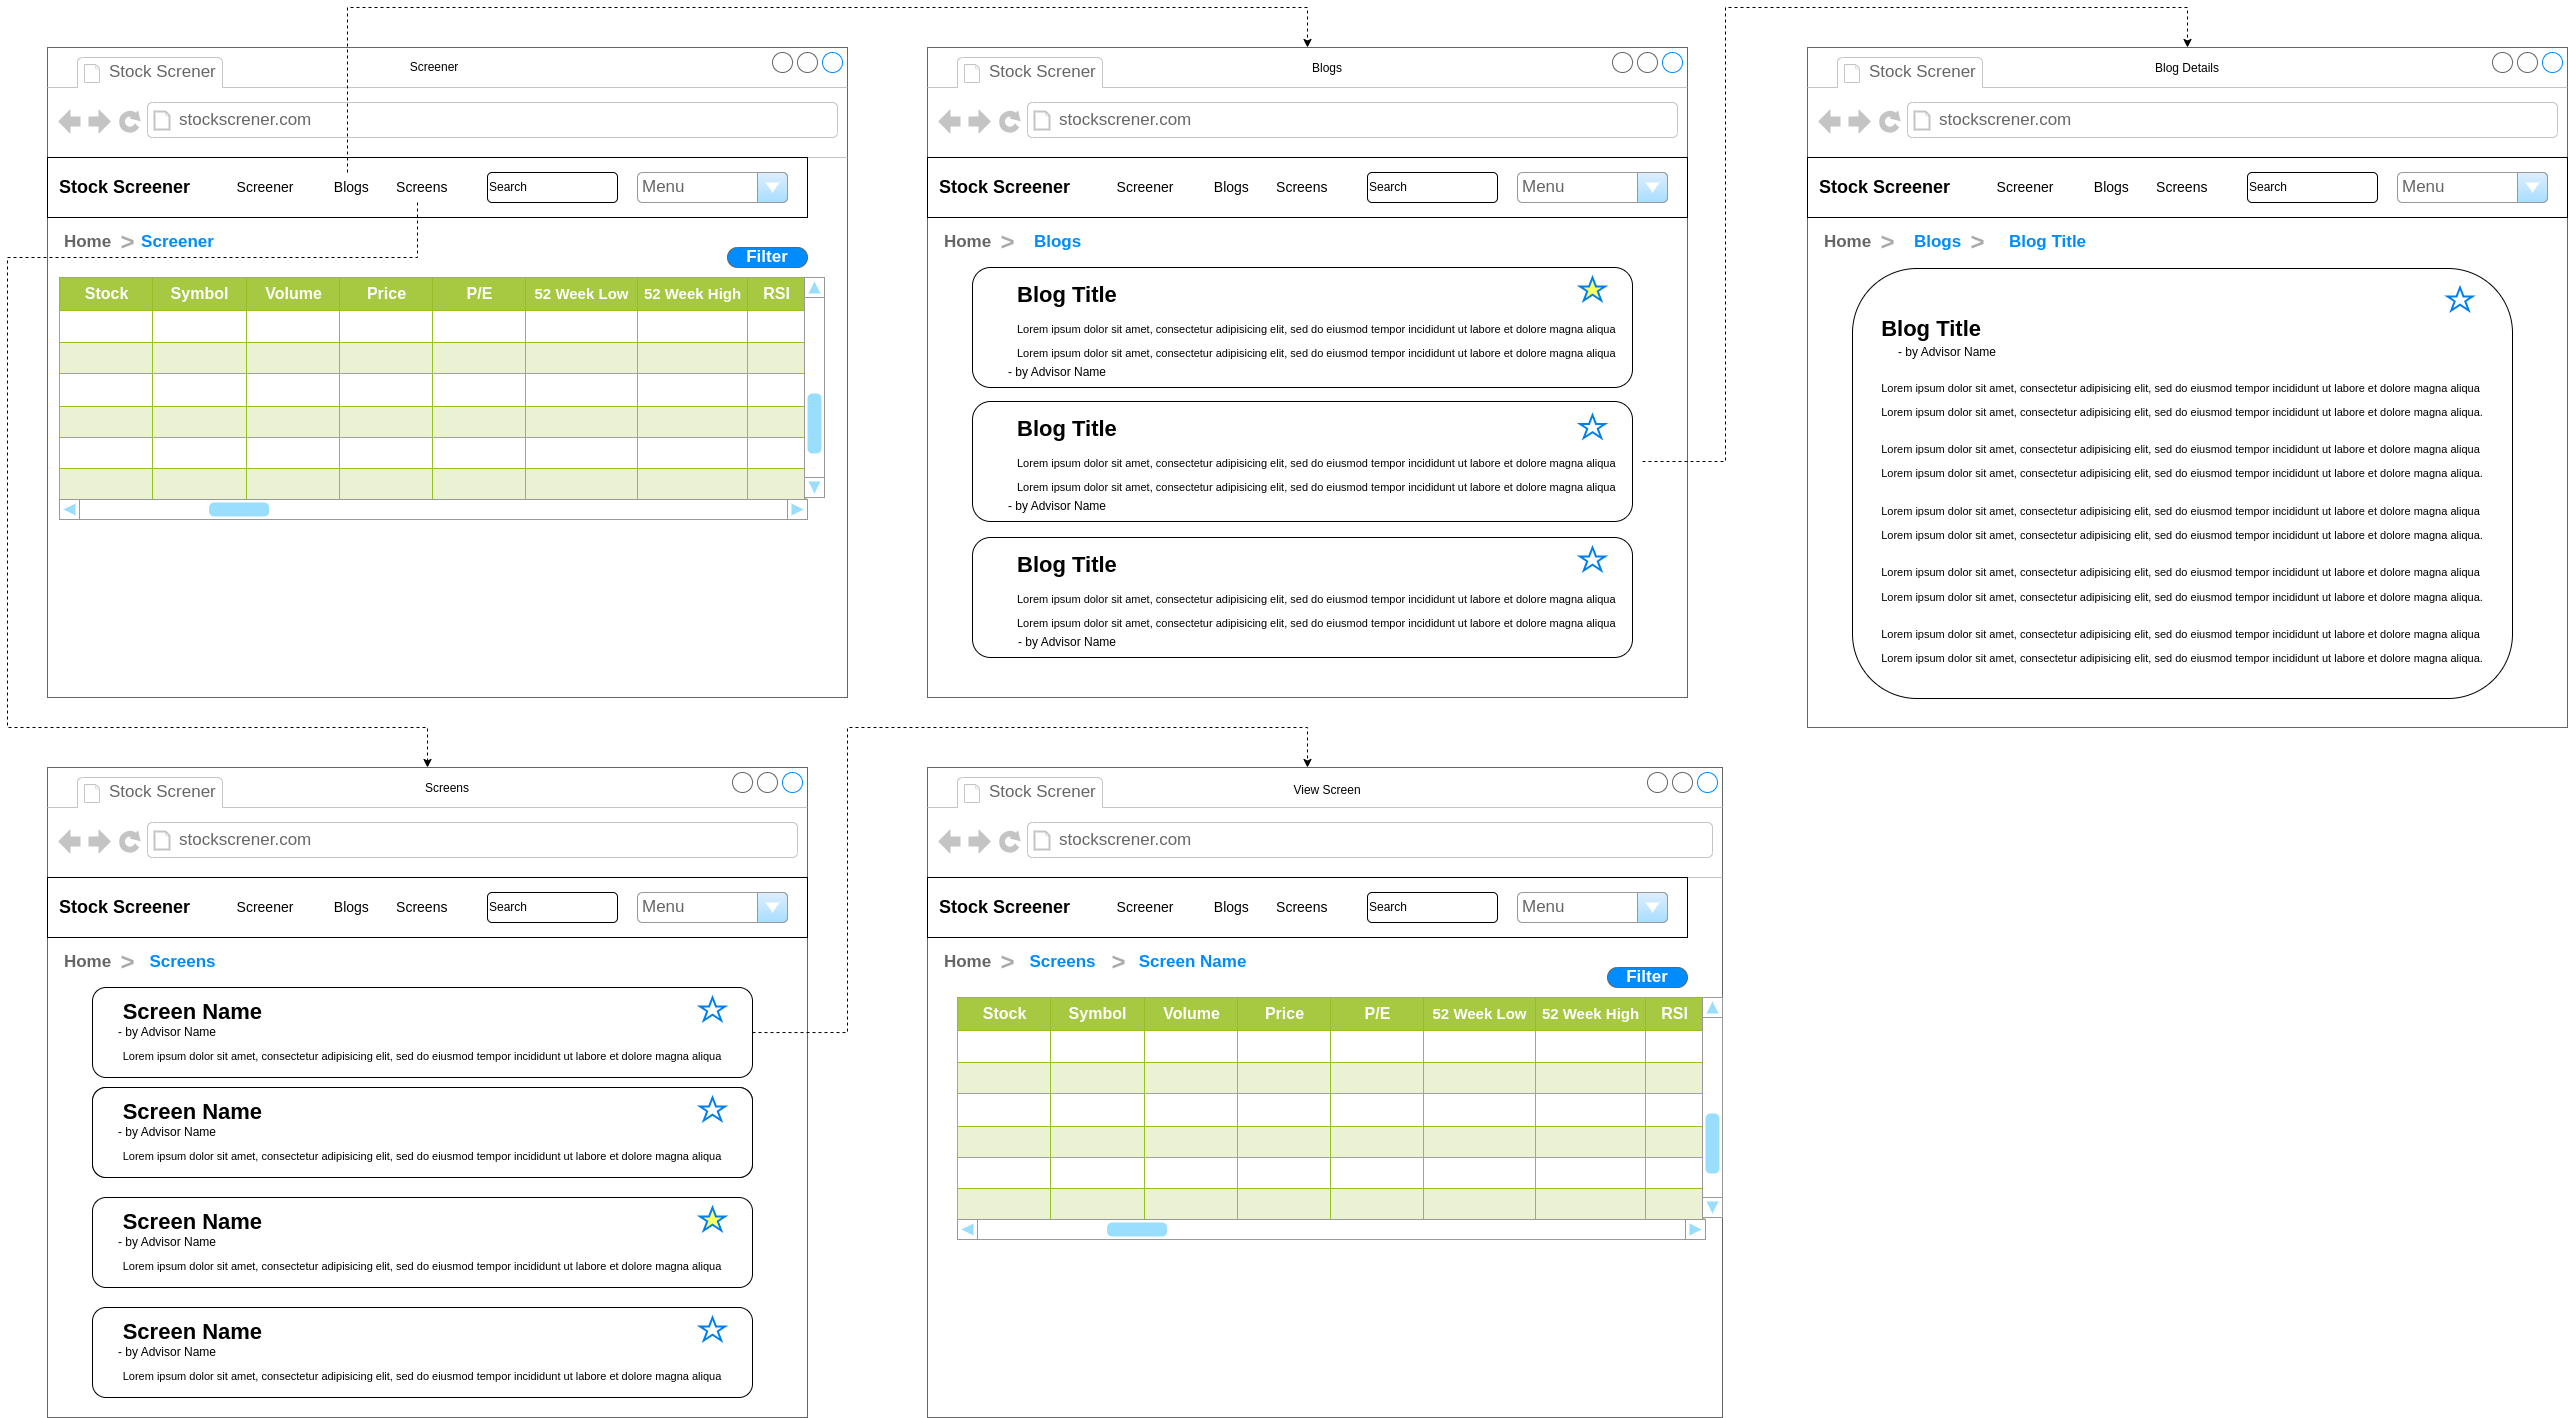 Stock Screner
Screener
stockscrener.com
Stock Screener Screener Blogs Screens Search Menu
Home > Screener
Filter
Stock Symbol Volume Price P/E 52 Week Low 52 Week High RSI
Stock Screner
Blogs
stockscrener.com
Stock Screener Screener Blogs Screens Search Menu
Home > Blogs
Blog Title
Lorem ipsum dolor sit amet, consectetur adipisicing elit, sed do eiusmod tempor incididunt ut labore et dolore magna aliqua
Lorem ipsum dolor sit amet, consectetur adipisicing elit, sed do eiusmod tempor incididunt ut labore et dolore magna aliqua
- by Advisor Name
Blog Title
Lorem ipsum dolor sit amet, consectetur adipisicing elit, sed do eiusmod tempor incididunt ut labore et dolore magna aliqua
Lorem ipsum dolor sit amet, consectetur adipisicing elit, sed do eiusmod tempor incididunt ut labore et dolore magna aliqua
- by Advisor Name
Blog Title
Lorem ipsum dolor sit amet, consectetur adipisicing elit, sed do eiusmod tempor incididunt ut labore et dolore magna aliqua
Lorem ipsum dolor sit amet, consectetur adipisicing elit, sed do eiusmod tempor incididunt ut labore et dolore magna aliqua
- by Advisor Name
Stock Screner
Blog Details
stockscrener.com
Stock Screener Screener Blogs Screens Search Menu
Home > Blogs > Blog Title
Blog Title
- by Advisor Name
Lorem ipsum dolor sit amet, consectetur adipisicing elit, sed do eiusmod tempor incididunt ut labore et dolore magna aliqua
Lorem ipsum dolor sit amet, consectetur adipisicing elit, sed do eiusmod tempor incididunt ut labore et dolore magna aliqua.
Lorem ipsum dolor sit amet, consectetur adipisicing elit, sed do eiusmod tempor incididunt ut labore et dolore magna aliqua
Lorem ipsum dolor sit amet, consectetur adipisicing elit, sed do eiusmod tempor incididunt ut labore et dolore magna aliqua.
Lorem ipsum dolor sit amet, consectetur adipisicing elit, sed do eiusmod tempor incididunt ut labore et dolore magna aliqua
Lorem ipsum dolor sit amet, consectetur adipisicing elit, sed do eiusmod tempor incididunt ut labore et dolore magna aliqua.
Lorem ipsum dolor sit amet, consectetur adipisicing elit, sed do eiusmod tempor incididunt ut labore et dolore magna aliqua
Lorem ipsum dolor sit amet, consectetur adipisicing elit, sed do eiusmod tempor incididunt ut labore et dolore magna aliqua.
Lorem ipsum dolor sit amet, consectetur adipisicing elit, sed do eiusmod tempor incididunt ut labore et dolore magna aliqua
Lorem ipsum dolor sit amet, consectetur adipisicing elit, sed do eiusmod tempor incididunt ut labore et dolore magna aliqua.
Stock Screner
Screens
stockscrener.com
Stock Screener Screener Blogs Screens Search Menu
Home > Screens
Screen Name
- by Advisor Name
Lorem ipsum dolor sit amet, consectetur adipisicing elit, sed do eiusmod tempor incididunt ut labore et dolore magna aliqua
Screen Name
- by Advisor Name
Lorem ipsum dolor sit amet, consectetur adipisicing elit, sed do eiusmod tempor incididunt ut labore et dolore magna aliqua
Screen Name
- by Advisor Name
Lorem ipsum dolor sit amet, consectetur adipisicing elit, sed do eiusmod tempor incididunt ut labore et dolore magna aliqua
Screen Name
- by Advisor Name
Lorem ipsum dolor sit amet, consectetur adipisicing elit, sed do eiusmod tempor incididunt ut labore et dolore magna aliqua
Stock Screner
View Screen
stockscrener.com
Stock Screener Screener Blogs Screens Search Menu
Home > Screens > Screen Name
Filter
Stock Symbol Volume Price P/E 52 Week Low 52 Week High RSI